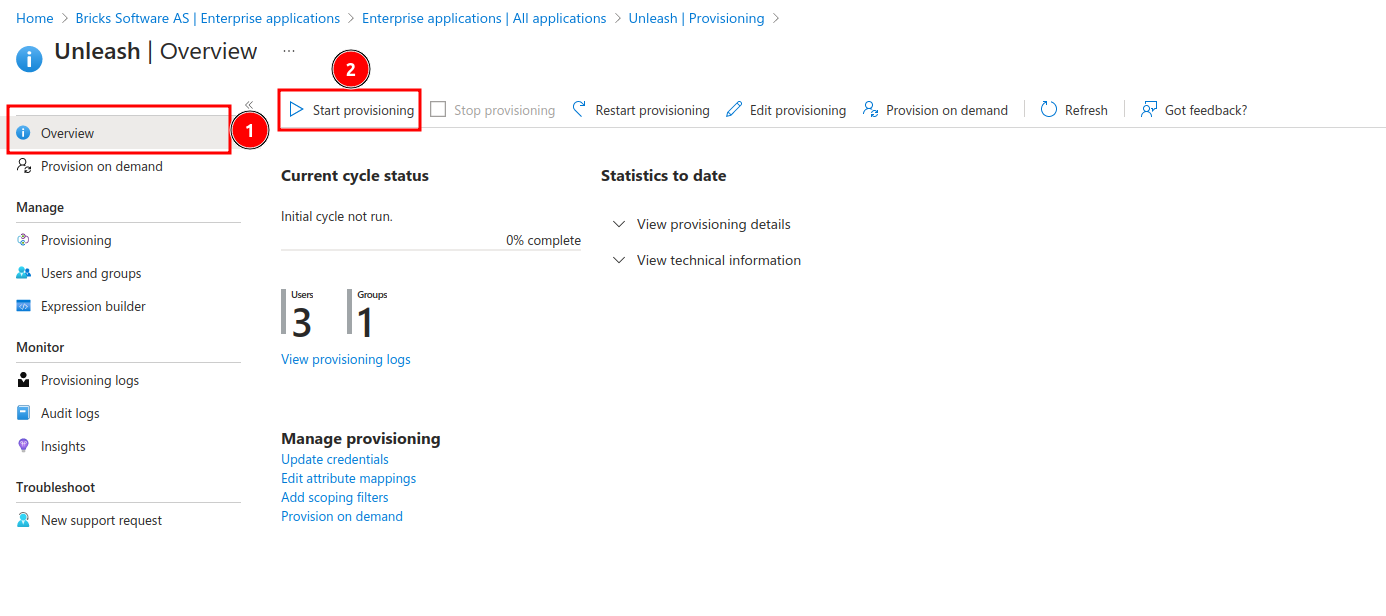 Home > Bricks Software AS | Enterprise applications > Enterprise applications | All applications > Unleash | Provisioning >
Unleash | Overview ...
2
«
Start provisioning Stop provisioning Restart provisioning Edit provisioning Provision on demand Refresh Got feedback?
Overview
1
Provision on demand
Manage
Provisioning
Users and groups
Expression builder
Monitor
Provisioning logs
Audit logs
Insights
Troubleshoot
New support request
Current cycle status
Initial cycle not run.
0% complete
Users Groups
3 1
View provisioning logs
Manage provisioning
Update credentials
Edit attribute mappings
Add scoping filters
Provision on demand
Statistics to date
View provisioning details
View technical information